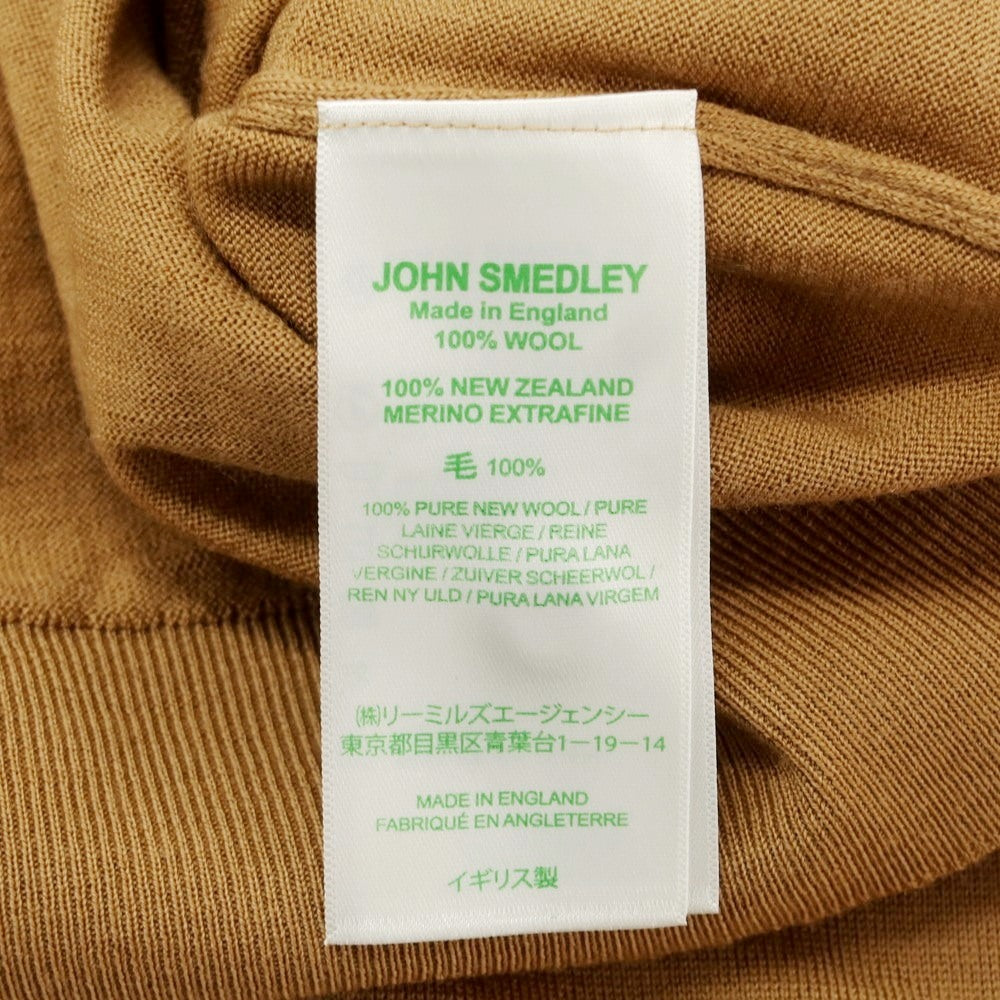 JOHN SMEDLEY
Made in England
100% WOOL
100% NEW ZEALAND
MERINO EXTRAFINE
毛 100%
100% PURE NEW WOOL / PURE
LAINE VIERGE / REINE
SCHURWOLLE / PURA LANA
VERGINE / ZUIVER SCHEERWOL /
REN NY ULD / PURA LANA VIRGEM
㈱リーミルズエージェンシー
東京都目黒区青葉台1−19−14
MADE IN ENGLAND
FABRIQUÉ EN ANGLETERRE
イギリス製